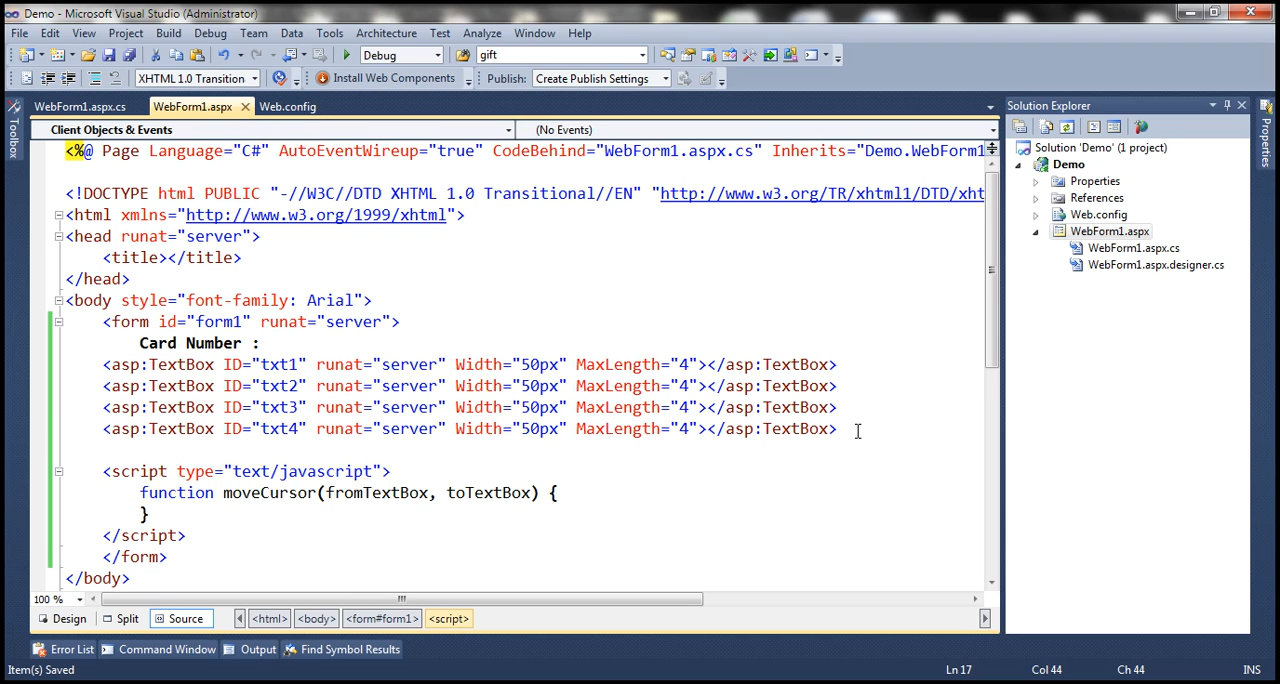 Demo - Microsoft Visual Studio (Administrator)
File Edit View Project Build Debug Team Data Tools Architecture Test Analyze Window Help
Debug gift
XHTML 1.0 Transition Install Web Components Publish: Create Publish Settings
WebForm1.aspx.cs WebForm1.aspx Web.config
Client Objects & Events (No Events)
Toolbox
<%@ Page Language="C#" AutoEventWireup="true" CodeBehind="WebForm1.aspx.cs" Inherits="Demo.WebForm1
<!DOCTYPE html PUBLIC "-//W3C//DTD XHTML 1.0 Transitional//EN" "http://www.w3.org/TR/xhtml1/DTD/xht
<html xmlns="http://www.w3.org/1999/xhtml">
<head runat="server">
<title></title>
</head>
<body style="font-family: Arial">
<form id="form1" runat="server">
Card Number :
<asp:TextBox ID="txt1" runat="server" Width="50px" MaxLength="4"></asp:TextBox>
<asp:TextBox ID="txt2" runat="server" Width="50px" MaxLength="4"></asp:TextBox>
<asp:TextBox ID="txt3" runat="server" Width="50px" MaxLength="4"></asp:TextBox>
<asp:TextBox ID="txt4" runat="server" Width="50px" MaxLength="4"></asp:TextBox>
<script type="text/javascript">
function moveCursor(fromTextBox, toTextBox) {
}
</script>
</form>
</body>
100 %
Design Split Source <html> <body> <form#form1> <script>
Solution Explorer
Solution 'Demo' (1 project)
Demo
Properties
References
Web.config
WebForm1.aspx
WebForm1.aspx.cs
WebForm1.aspx.designer.cs
Properties
Error List Command Window Output Find Symbol Results
Item(s) Saved Ln 17 Col 44 Ch 44 INS